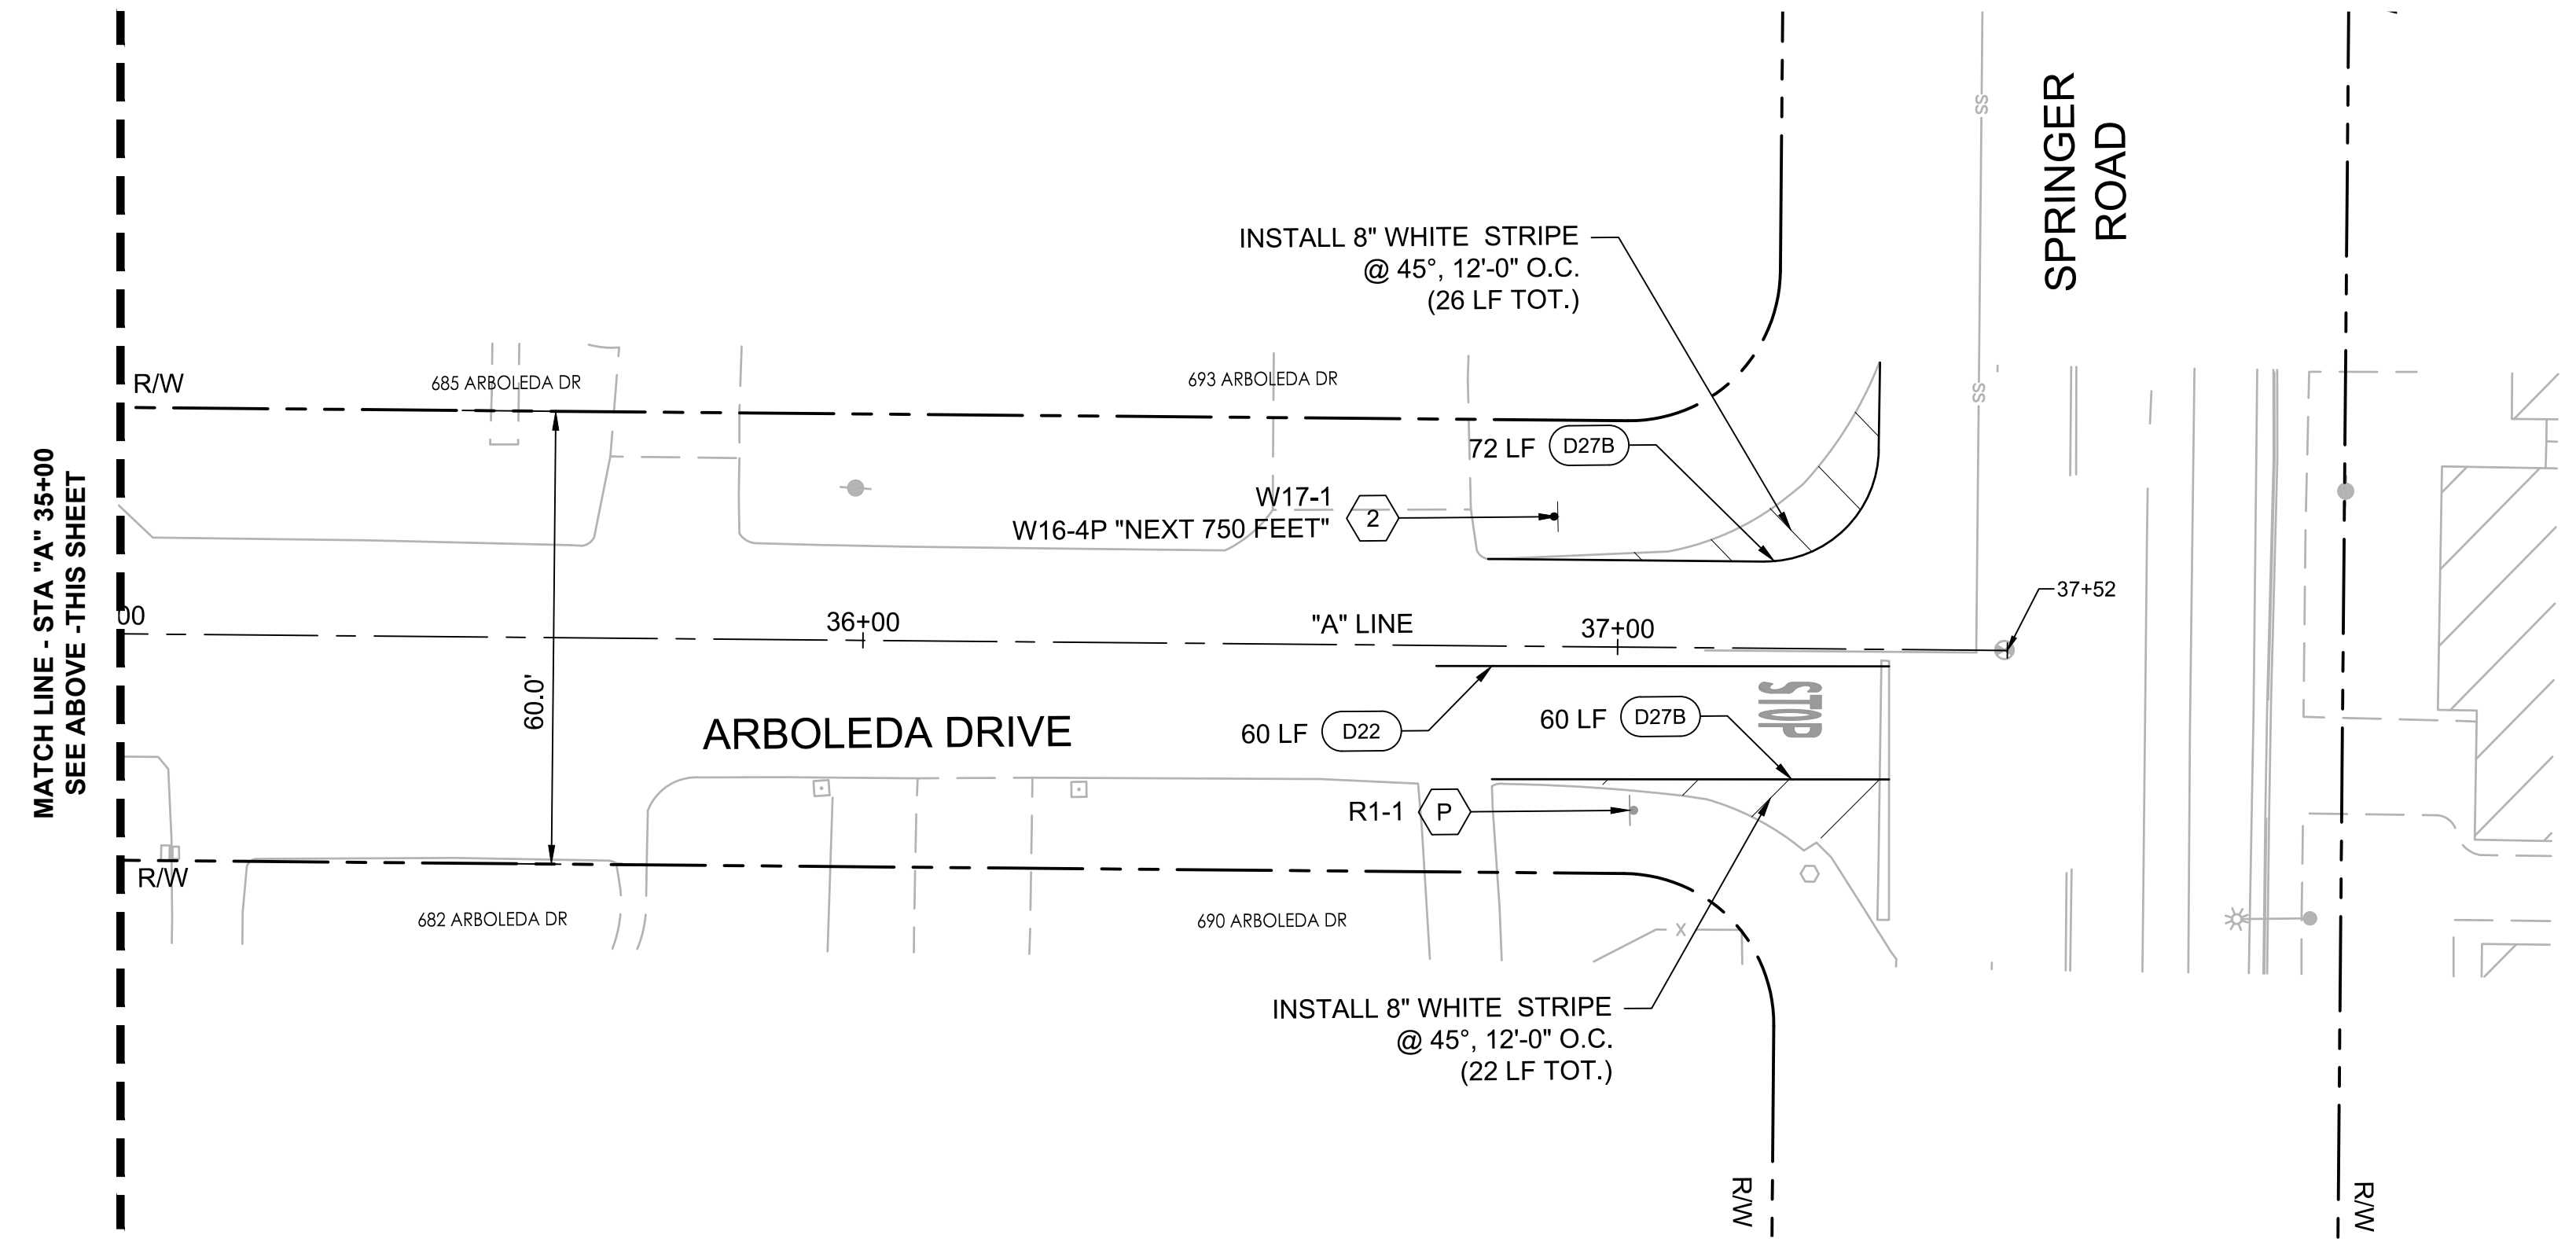 SPRINGER
ROAD
SS
SS
INSTALL 8" WHITE STRIPE
@ 45°, 12'-0" O.C.
(26 LF TOT.)
R/W
685 ARBOLEDA DR
693 ARBOLEDA DR
72 LF D27B
W17-1
W16-4P "NEXT 750 FEET"
2
MATCH LINE - STA "A" 35+00
SEE ABOVE -THIS SHEET
00
36+00
"A" LINE
37+00
37+52
60.0'
ARBOLEDA DRIVE
60 LF D22
60 LF D27B
STOP
R1-1 P
R/W
682 ARBOLEDA DR
690 ARBOLEDA DR
X
INSTALL 8" WHITE STRIPE
@ 45°, 12'-0" O.C.
(22 LF TOT.)
R/W
R/W